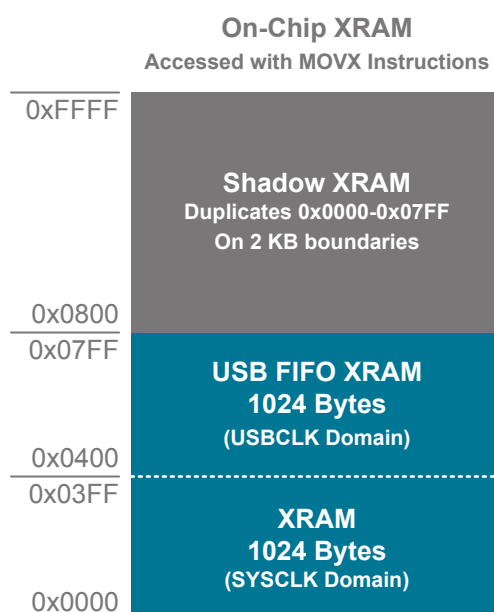 On-Chip XRAM
Accessed with MOVX Instructions
0xFFFF
Shadow XRAM
Duplicates 0x0000-0x07FF
On 2 KB boundaries
0x0800
0x07FF
USB FIFO XRAM
1024 Bytes
(USBCLK Domain)
0x0400
0x03FF
XRAM
1024 Bytes
(SYSCLK Domain)
0x0000